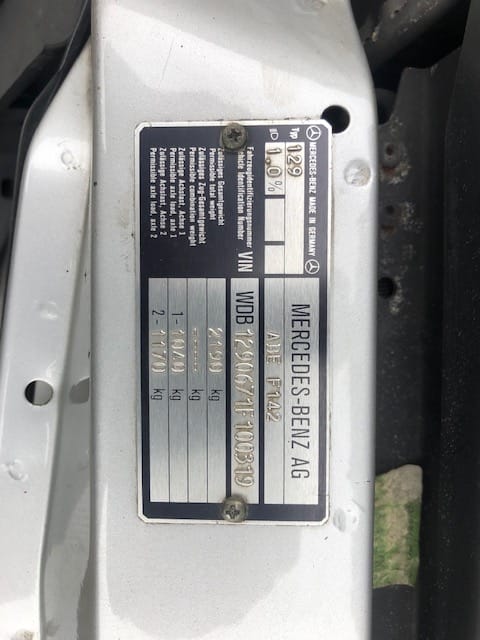 MERCEDES-BENZ MADE IN GERMANY
MERCEDES-BENZ AG
Typ 129
ABE F142
1.0%
Fahrzeugidentifizierungsnummer
Identification Number VIN WDB 1290671F100319
Zulässiges Gesamtgewicht
Permissible total weight
2190 kg
Zulässiges Zug-Gesamtgewicht
Permissible combination weight
----- kg
Zulässige Achslast, Achse 1
Permissible axle load, axle 1
1 - 1070 kg
Zulässige Achslast, Achse 2
Permissible axle load, axle 2
2 - 1170 kg